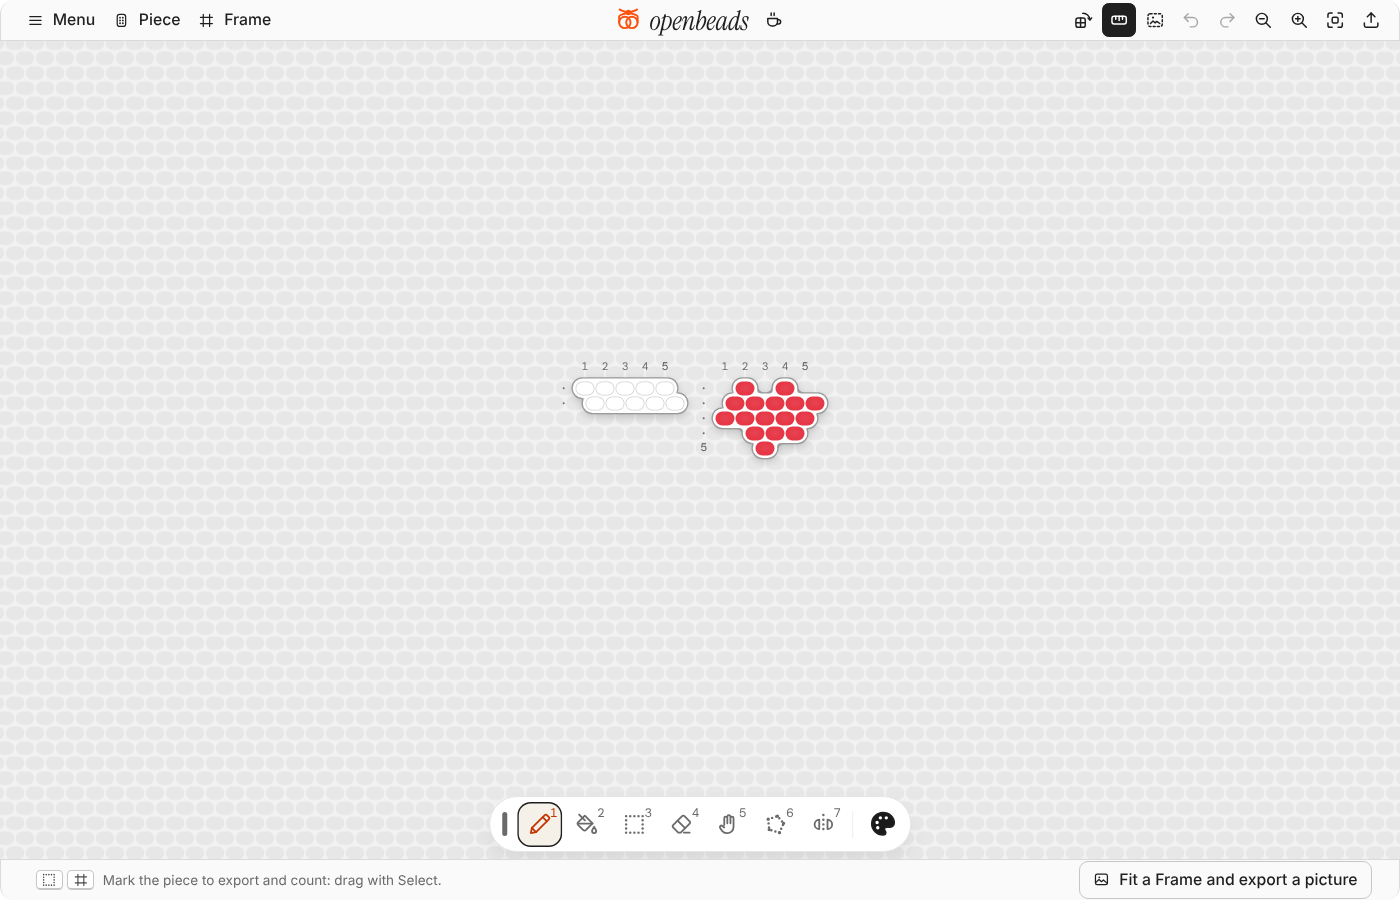 Menu Piece Frame openbeads
1 2 3 4 5 1 2 3 4 5
5
1 2 3 4 5 6 7
Mark the piece to export and count: drag with Select. Fit a Frame and export a picture